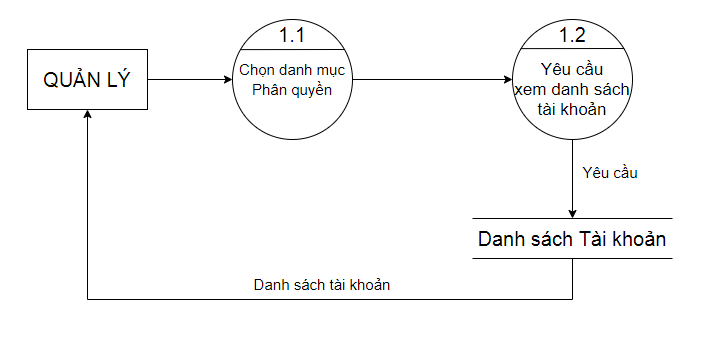 1.1
1.2
QUẢN LÝ
Chọn danh mục
Phân quyền
Yêu cầu
xem danh sách
tài khoản
Yêu cầu
Danh sách Tài khoản
Danh sách tài khoản